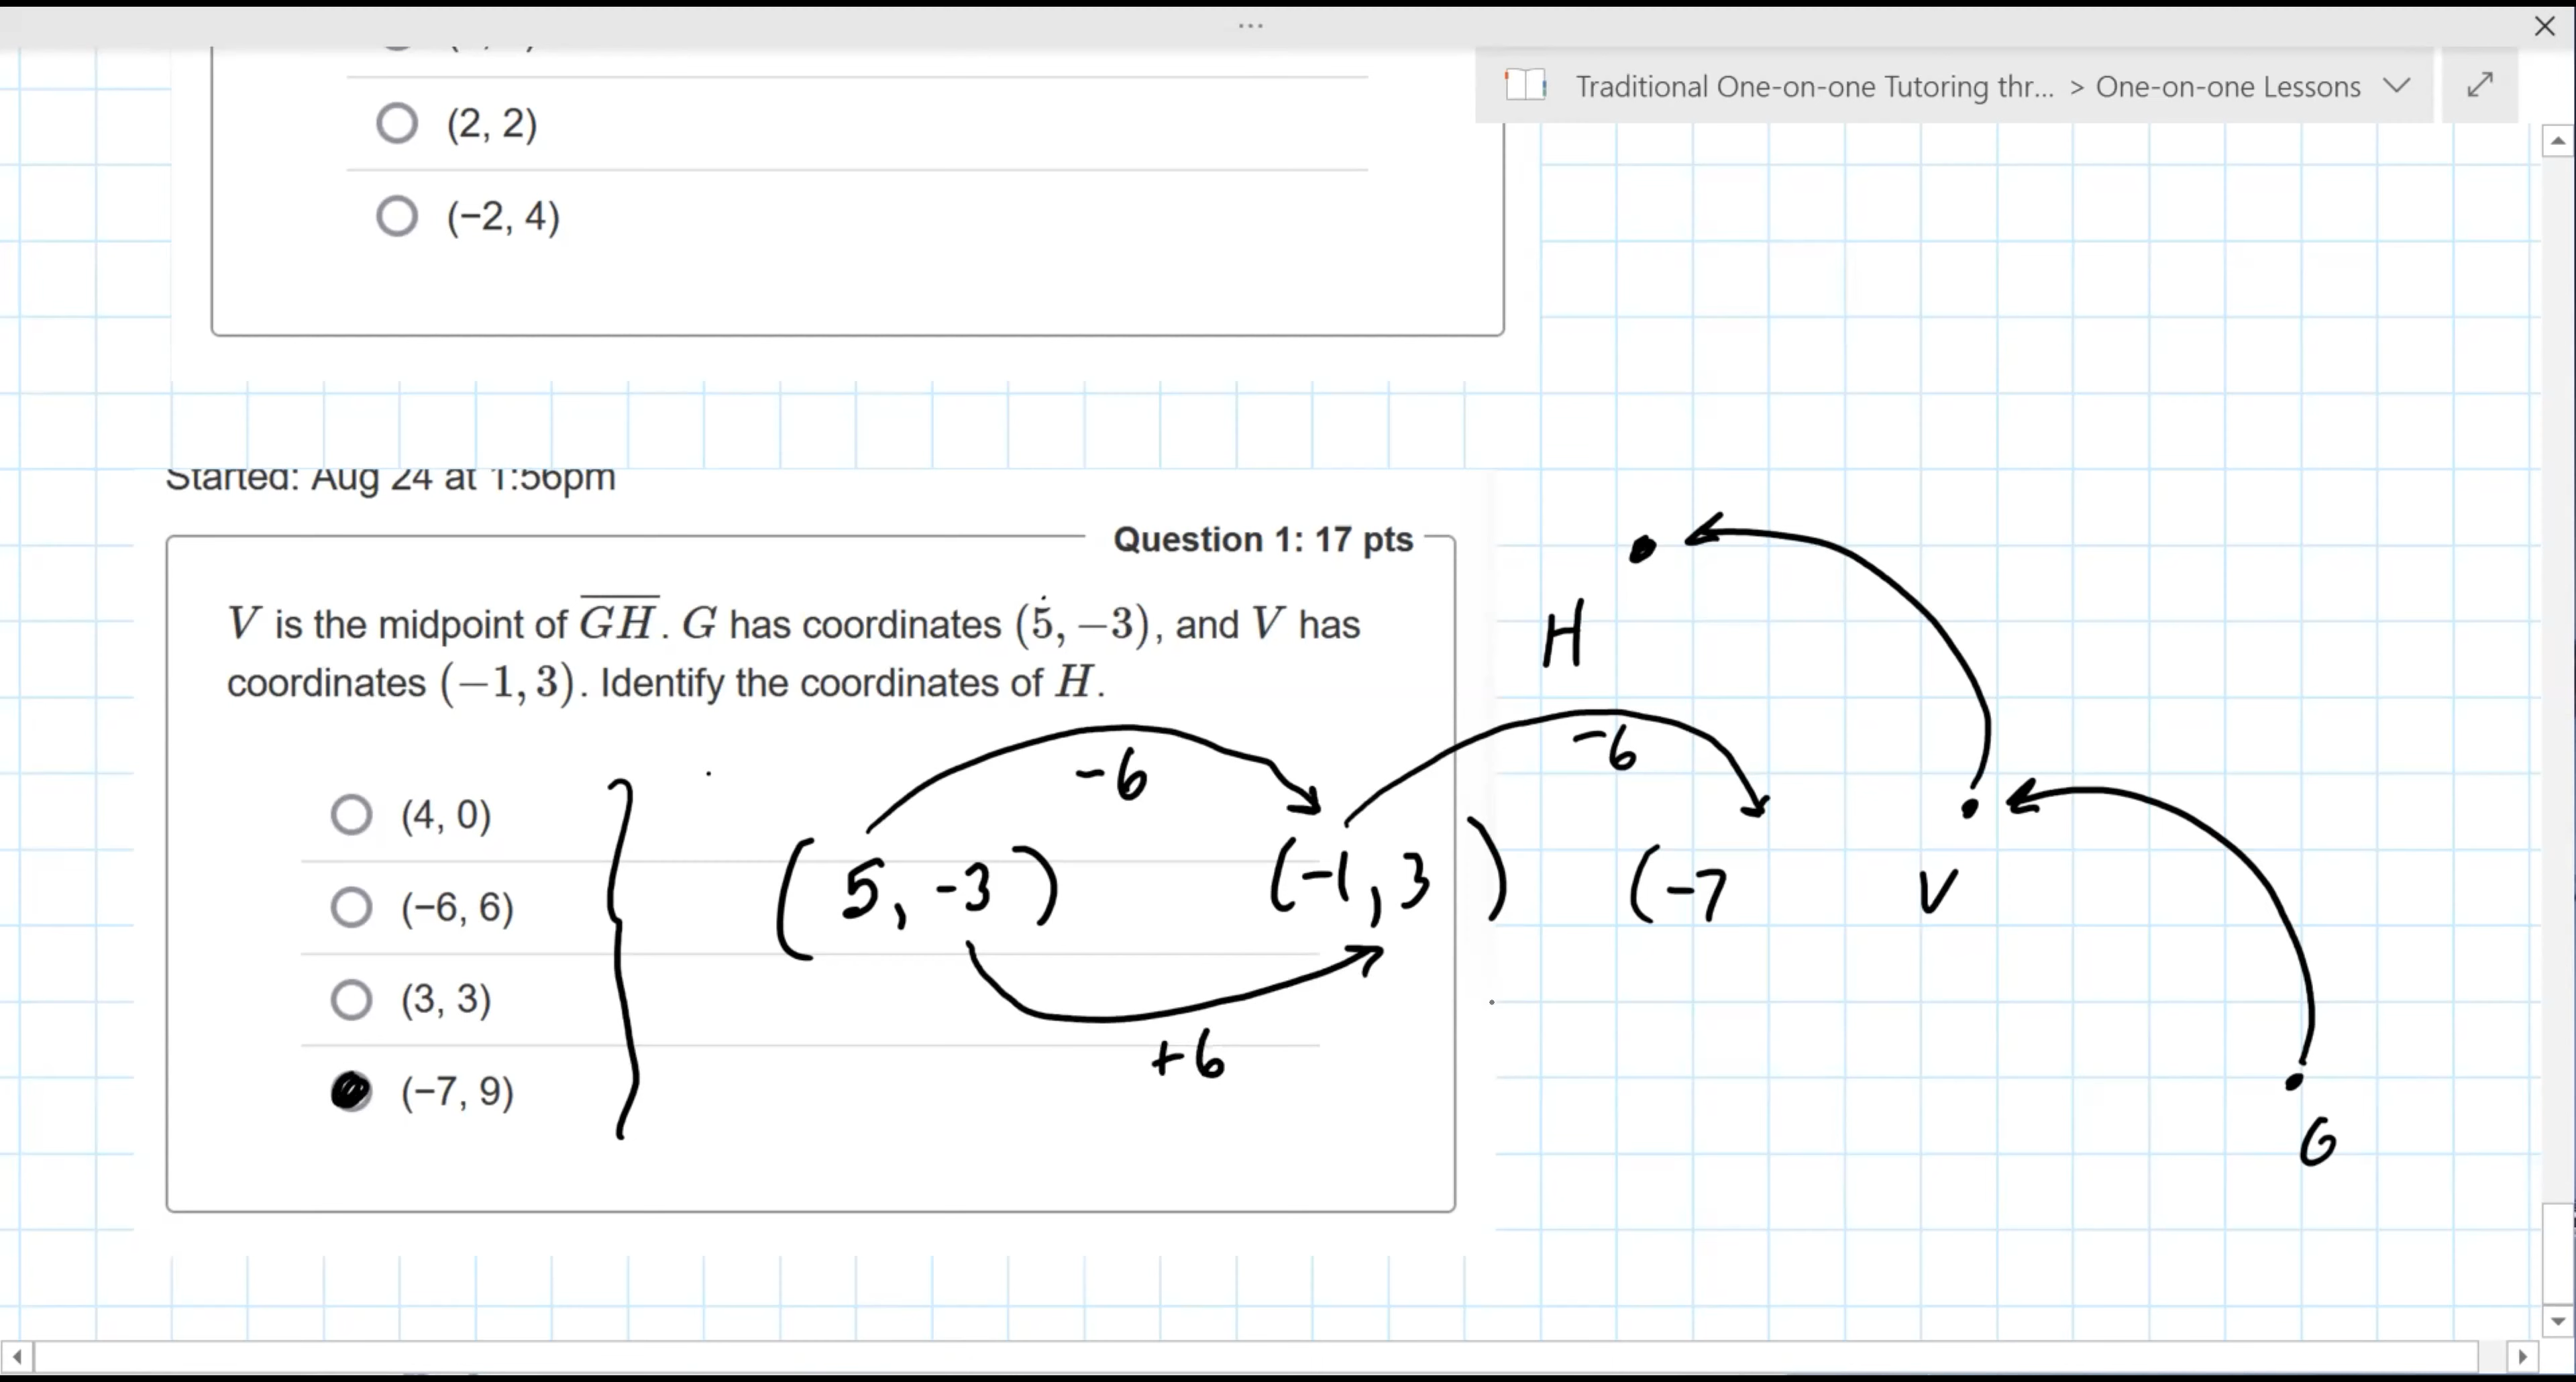 Traditional One-on-one Tutoring thr... > One-on-one Lessons
(2, 2)
(−2, 4)
Started: Aug 24 at 1:56pm
Question 1: 17 pts
V is the midpoint of GH. G has coordinates (5, −3), and V has
coordinates (−1, 3). Identify the coordinates of H.
H
-6
-6
(4, 0)
(−6, 6)
(5, -3) (-1, 3) (-7
V
(3, 3)
+6
(−7, 9)
G